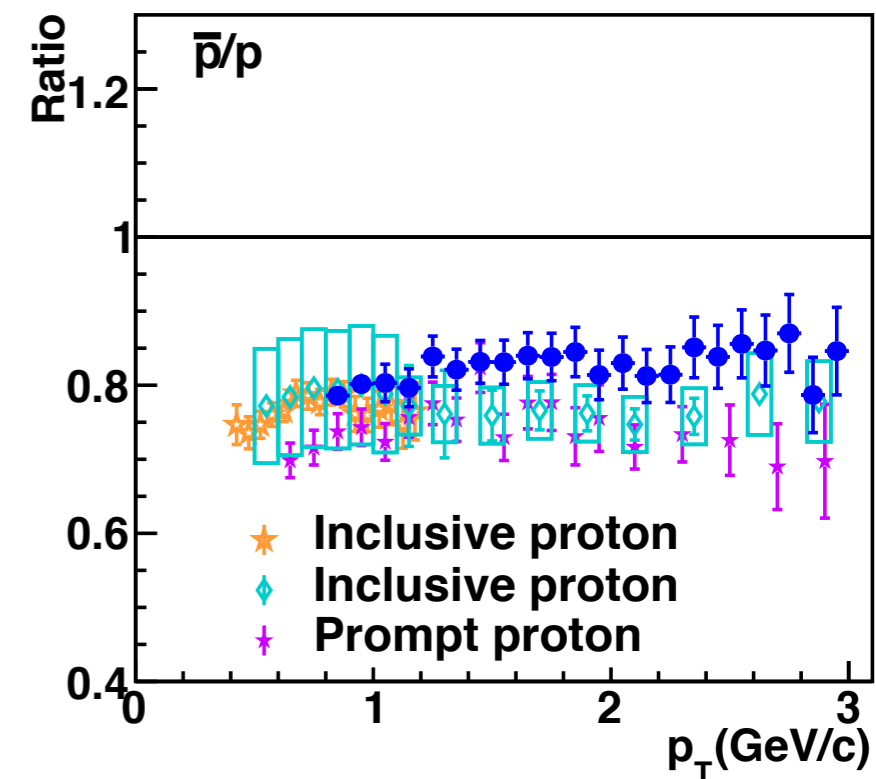 Ratio
p̅/p
1.2
1
0.8
0.6
0.4
Inclusive proton
Inclusive proton
Prompt proton
0 1 2 3
pT(GeV/c)